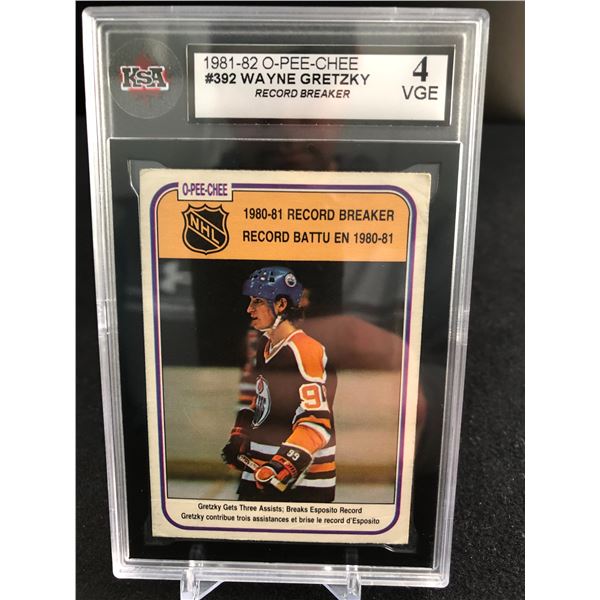 KSA
1981-82 O-PEE-CHEE
#392 WAYNE GRETZKY
RECORD BREAKER
4
VGE
O-PEE-CHEE
NHL
1980-81 RECORD BREAKER
RECORD BATTU EN 1980-81
99
Gretzky Gets Three Assists; Breaks Esposito Record
Gretzky contribue trois assistances et brise le record d'Esposito